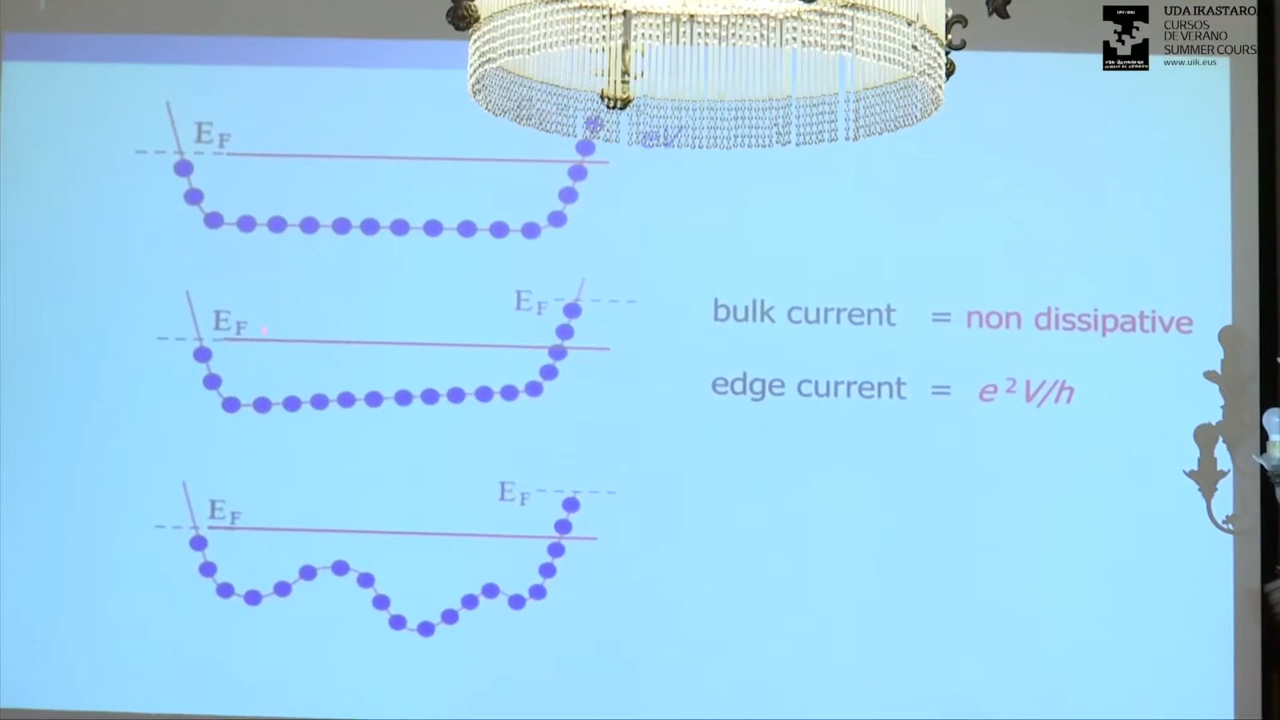 UDA IKASTARO
CURSOS
DE VERANO
SUMMER COURS
www.uik.eus
E_F
eV
E_F
E_F
bulk current = non dissipative
edge current = e²V/h
E_F
E_F